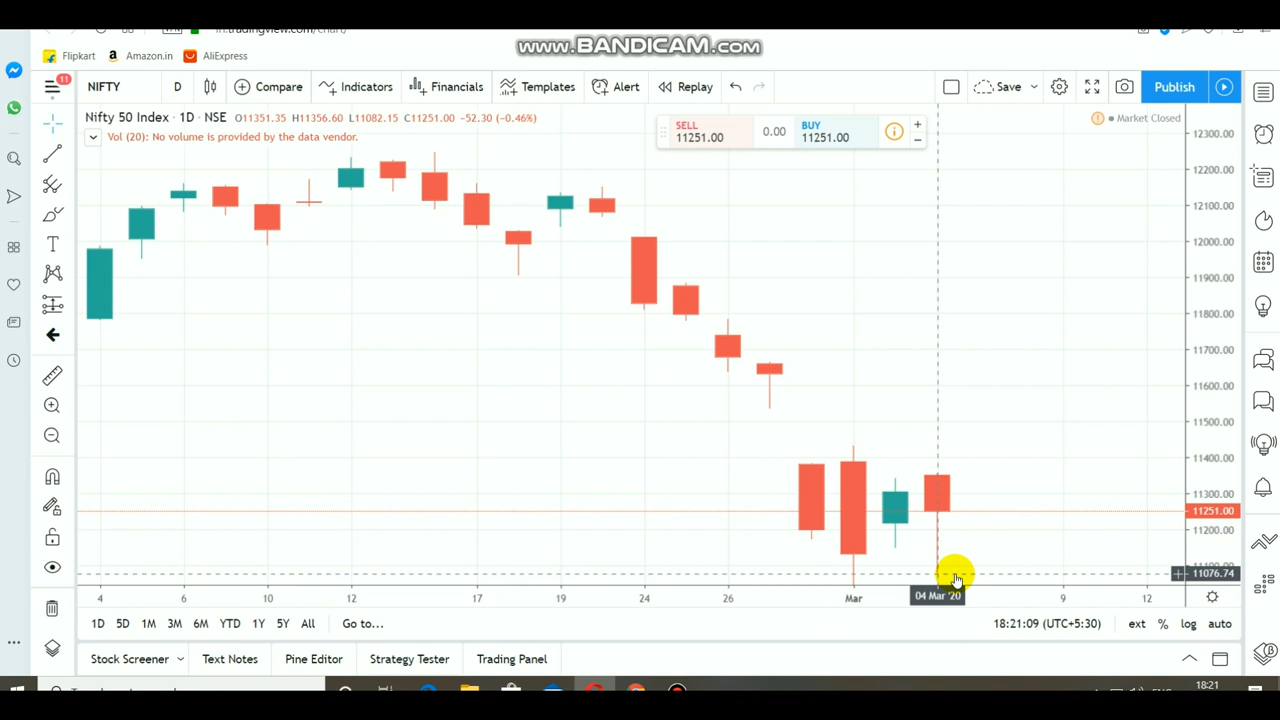 in.tradingview.com/chart/
www.BANDICAM.com
Flipkart
Amazon.in
AliExpress
11
NIFTY
D
Compare
Indicators
Financials
Templates
Alert
Replay
Save
Publish
Nifty 50 Index · 1D · NSE O11351.35 H11356.60 L11082.15 C11251.00 -52.30 (-0.46%)
Vol (20): No volume is provided by the data vendor.
SELL
11251.00
0.00
BUY
11251.00
Market Closed
12300.00
12200.00
12100.00
12000.00
11900.00
11800.00
11700.00
11600.00
11500.00
11400.00
11300.00
11251.00
11200.00
11076.74
4 6 10 12 17 19 24 26 Mar 04 Mar '20 9 12
1D 5D 1M 3M 6M YTD 1Y 5Y All Go to... 18:21:09 (UTC+5:30) ext % log auto
Stock Screener Text Notes Pine Editor Strategy Tester Trading Panel
18:21